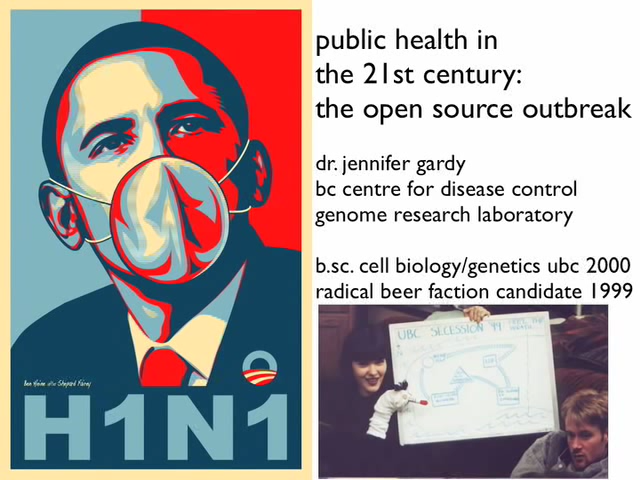 public health in
the 21st century:
the open source outbreak
dr. jennifer gardy
bc centre for disease control
genome research laboratory
b.sc. cell biology/genetics ubc 2000
radical beer faction candidate 1999
H1N1
UBC SECESSION '99